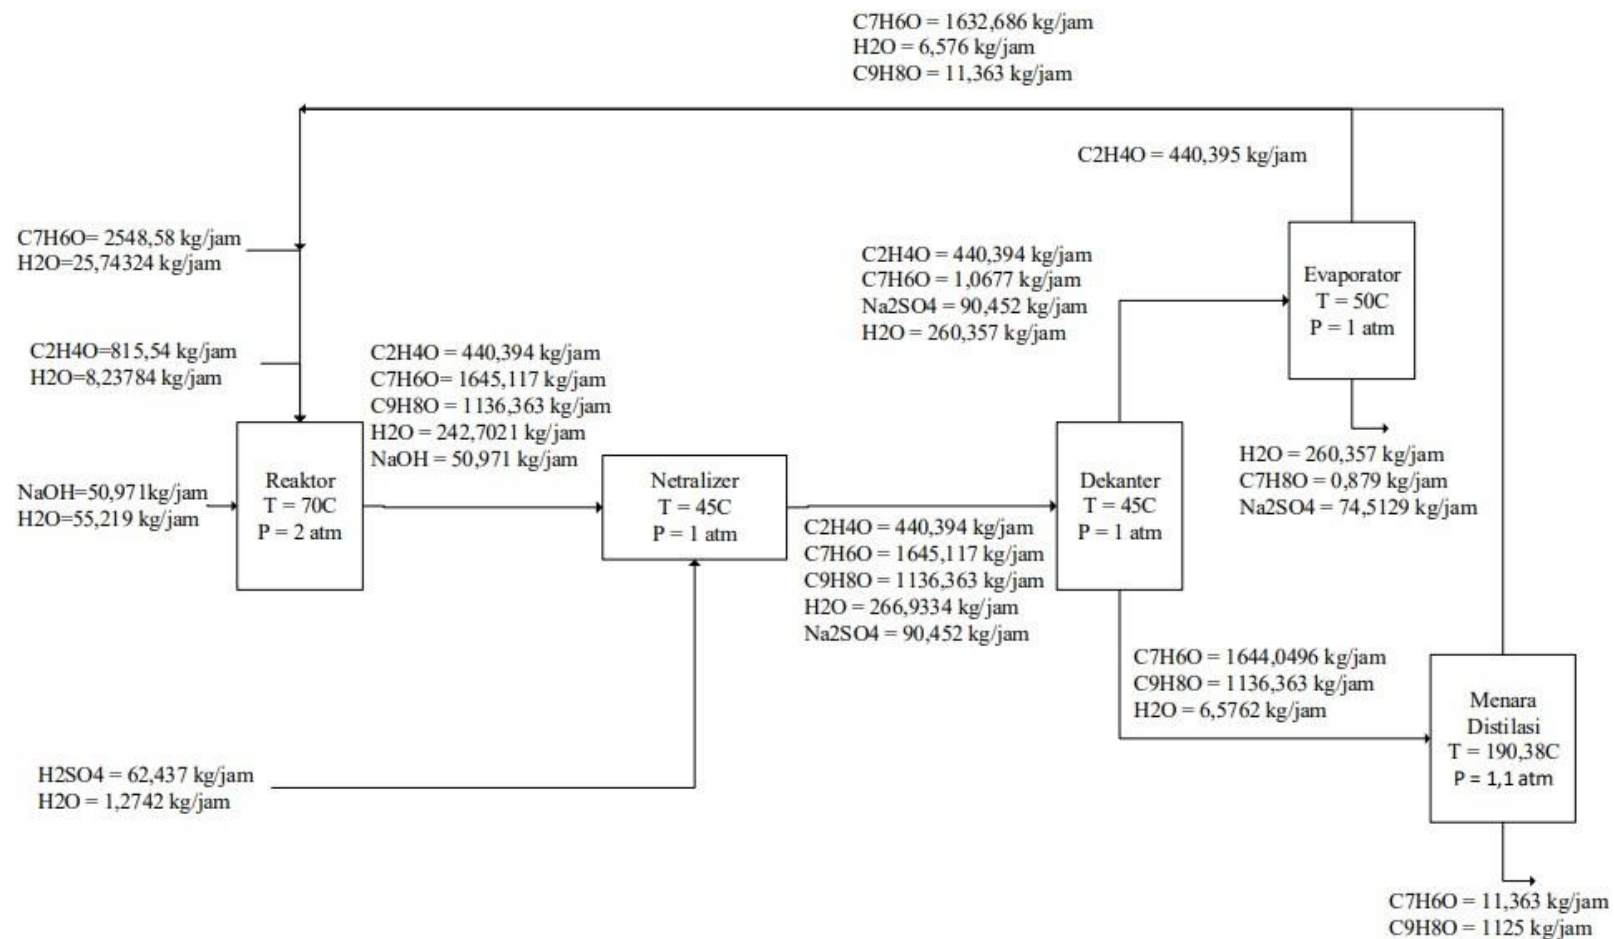 C7H6O = 1632,686 kg/jam
H2O = 6,576 kg/jam
C9H8O = 11,363 kg/jam
C2H4O = 440,395 kg/jam
C7H6O= 2548,58 kg/jam
H2O=25,74324 kg/jam
C2H4O = 440,394 kg/jam
C7H6O = 1,0677 kg/jam
Na2SO4 = 90,452 kg/jam
H2O = 260,357 kg/jam
Evaporator
T = 50C
P = 1 atm
C2H4O=815,54 kg/jam
H2O=8,23784 kg/jam
C2H4O = 440,394 kg/jam
C7H6O= 1645,117 kg/jam
C9H8O = 1136,363 kg/jam
H2O = 242,7021 kg/jam
NaOH = 50,971 kg/jam
H2O = 260,357 kg/jam
C7H8O = 0,879 kg/jam
Na2SO4 = 74,5129 kg/jam
NaOH=50,971kg/jam
H2O=55,219 kg/jam
Reaktor
T = 70C
P = 2 atm
Netralizer
T = 45C
P = 1 atm
Dekanter
T = 45C
P = 1 atm
C2H4O = 440,394 kg/jam
C7H6O = 1645,117 kg/jam
C9H8O = 1136,363 kg/jam
H2O = 266,9334 kg/jam
Na2SO4 = 90,452 kg/jam
C7H6O = 1644,0496 kg/jam
C9H8O = 1136,363 kg/jam
H2O = 6,5762 kg/jam
Menara
Distilasi
T = 190,38C
P = 1,1 atm
H2SO4 = 62,437 kg/jam
H2O = 1,2742 kg/jam
C7H6O = 11,363 kg/jam
C9H8O = 1125 kg/jam